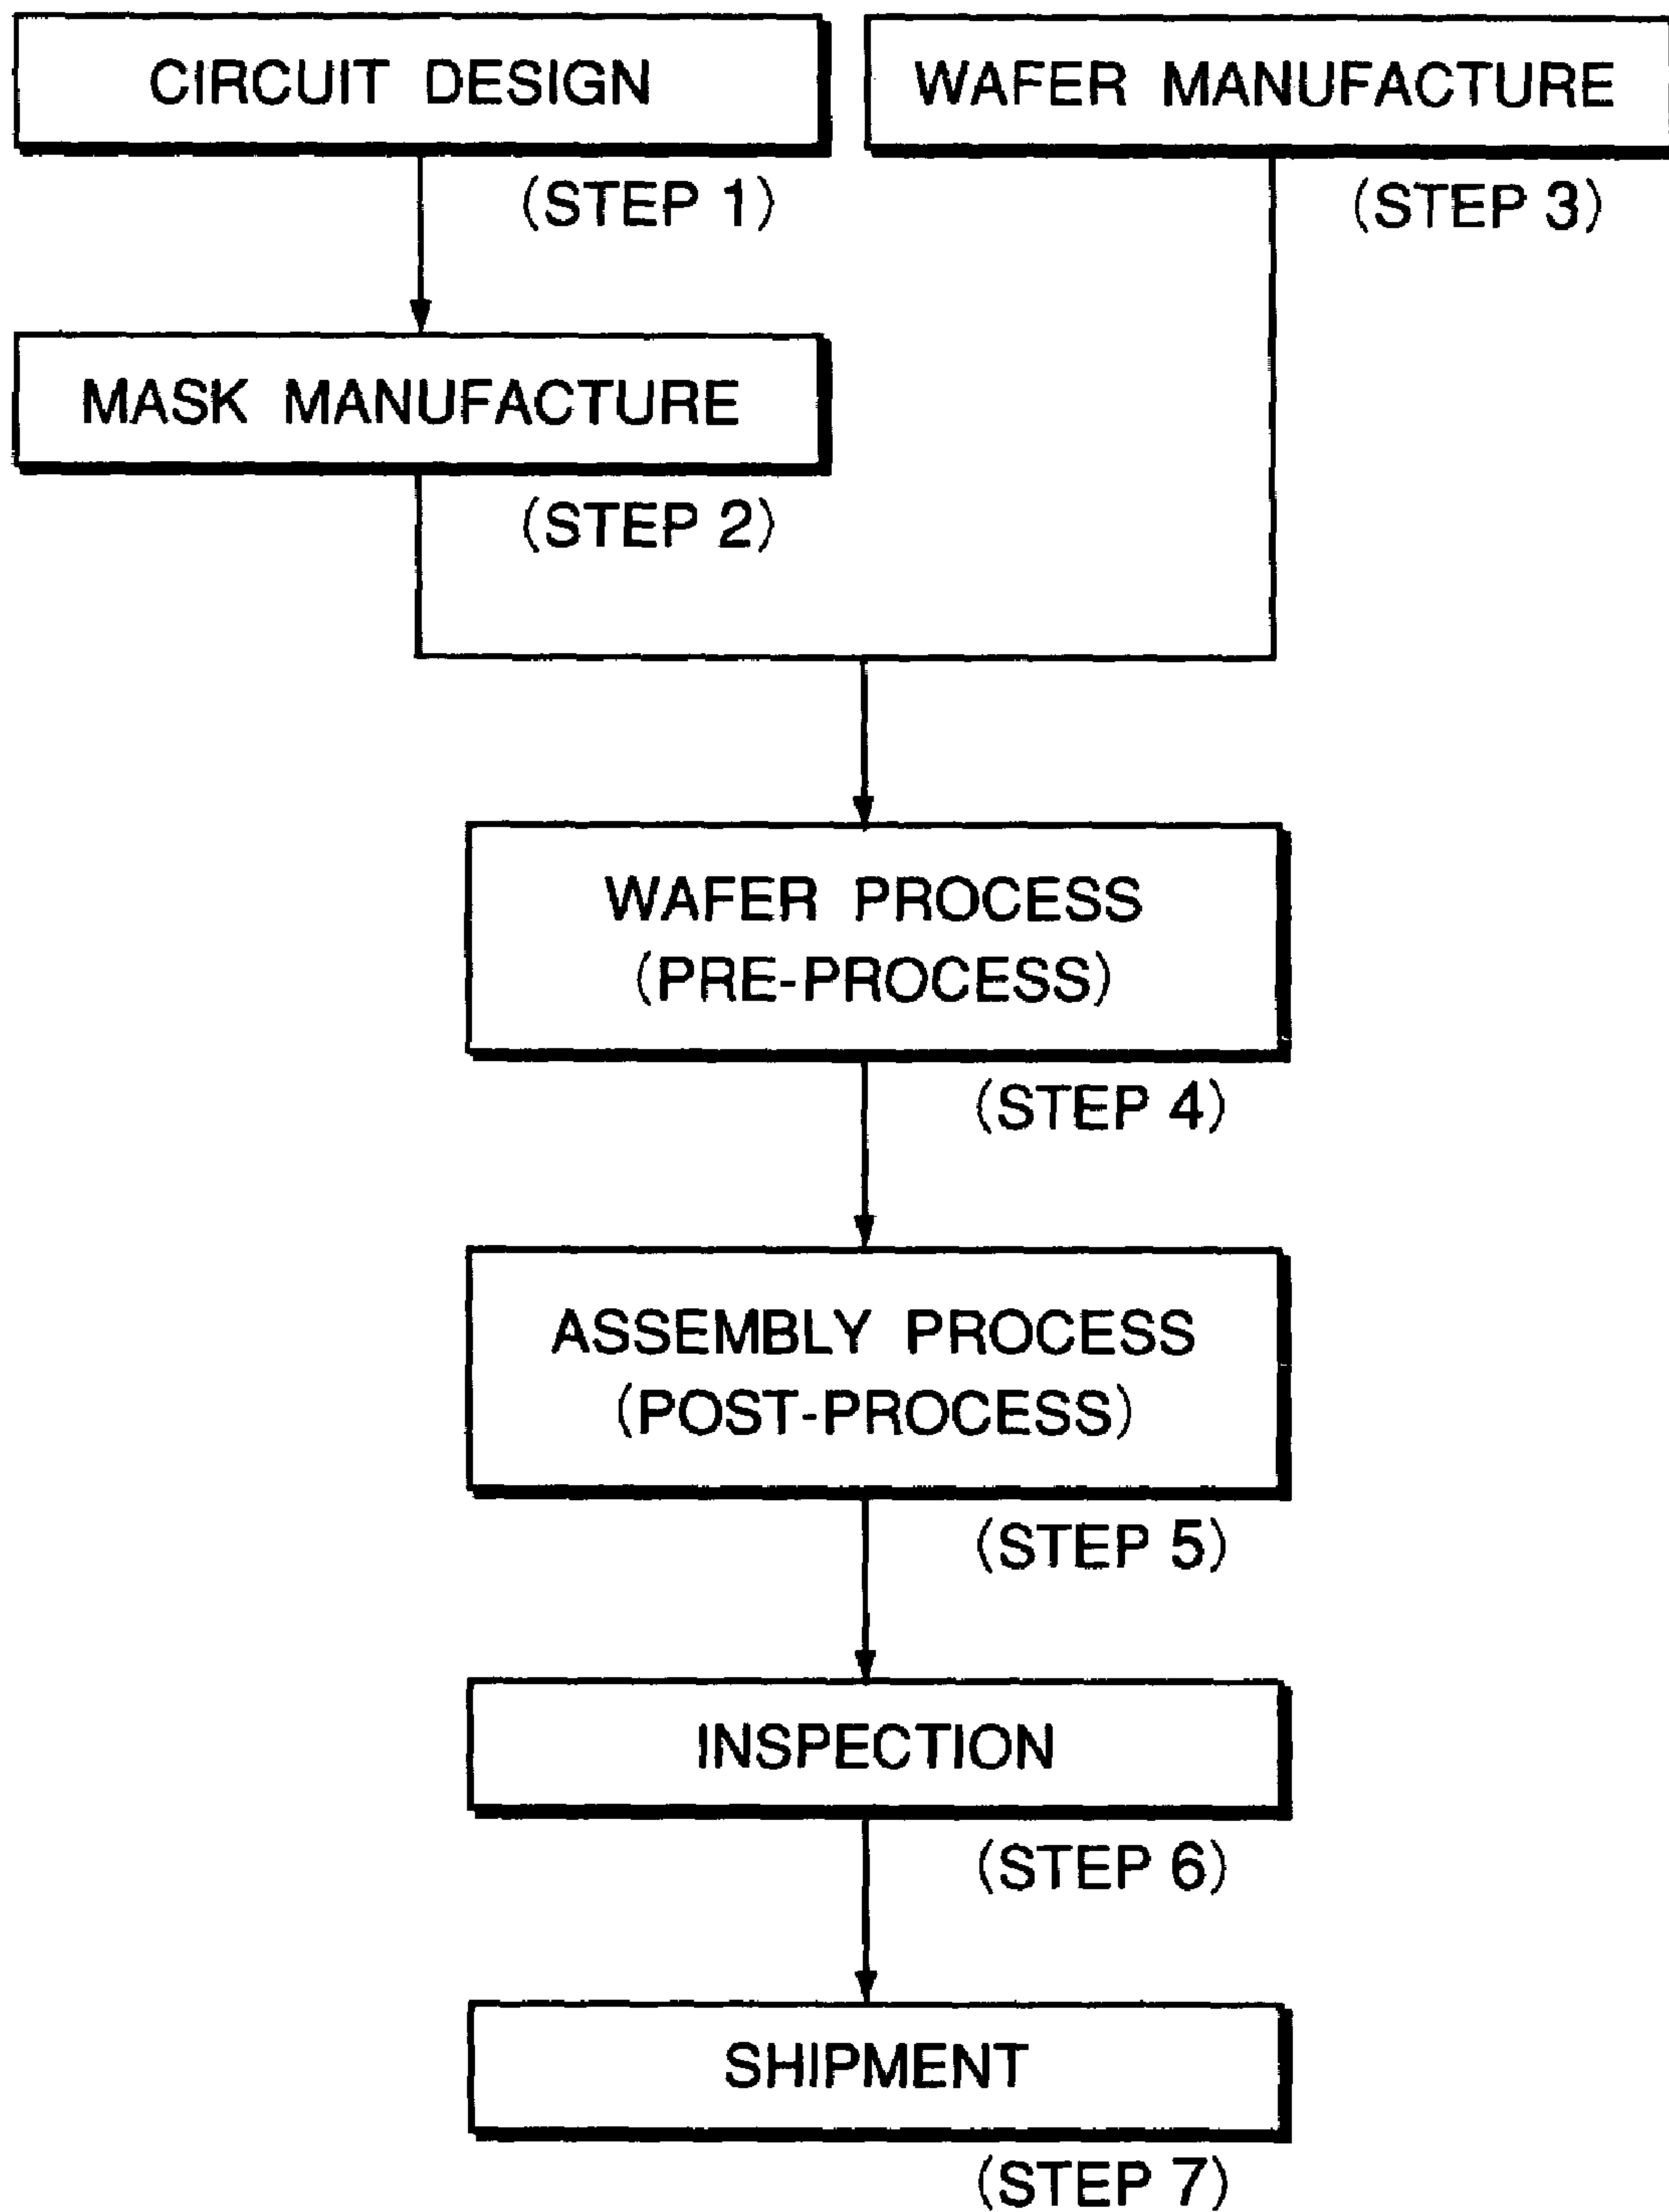 CIRCUIT DESIGN
(STEP 1)
WAFER MANUFACTURE
(STEP 3)
MASK MANUFACTURE
(STEP 2)
WAFER PROCESS
(PRE-PROCESS)
(STEP 4)
ASSEMBLY PROCESS
(POST-PROCESS)
(STEP 5)
INSPECTION
(STEP 6)
SHIPMENT
(STEP 7)